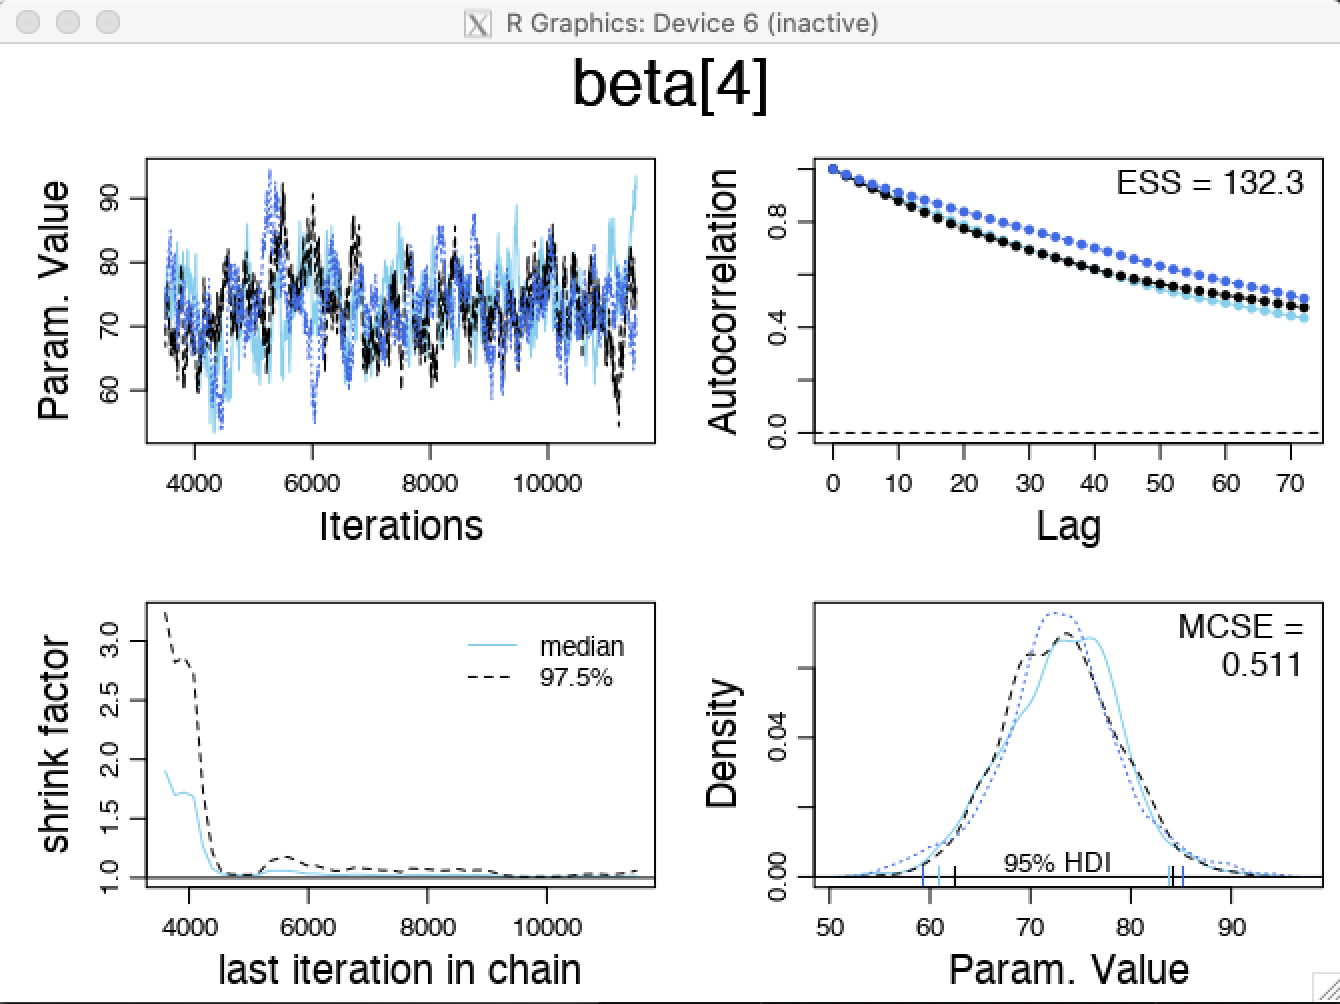 R Graphics: Device 6 (inactive)
beta[4]
Param. Value
90
80
70
60
4000 6000 8000 10000
Iterations
Autocorrelation
0.8
0.4
0.0
ESS = 132.3
0 10 20 30 40 50 60 70
Lag
shrink factor
3.0
2.5
2.0
1.5
1.0
median
97.5%
4000 6000 8000 10000
last iteration in chain
Density
0.04
0.00
MCSE =
0.511
95% HDI
50 60 70 80 90
Param. Value